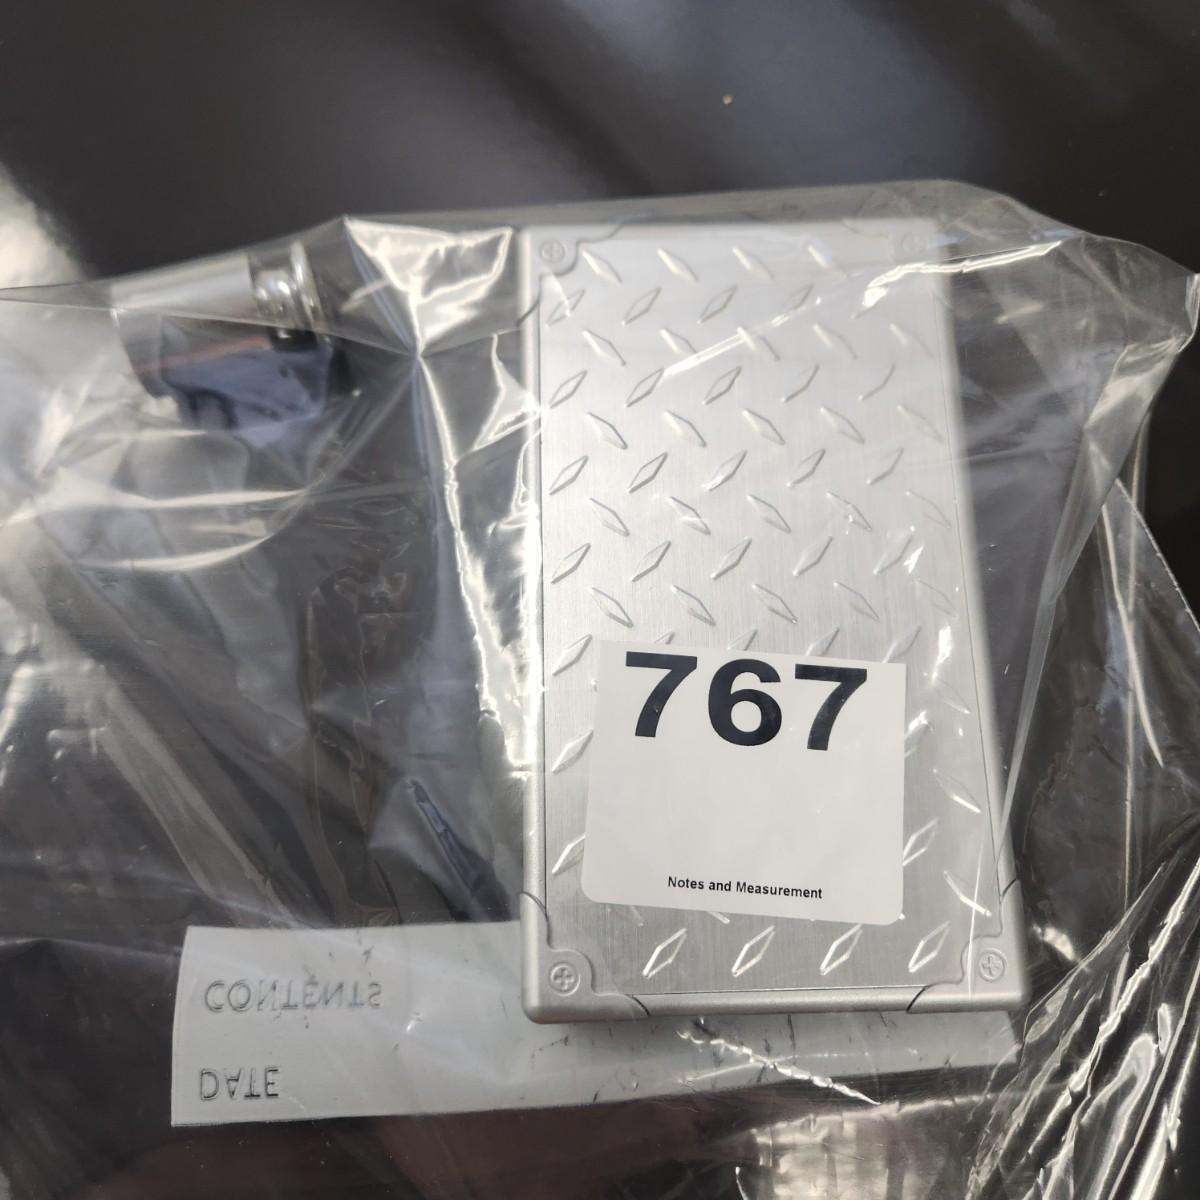 767
Notes and Measurement
CONTENTS
DATE